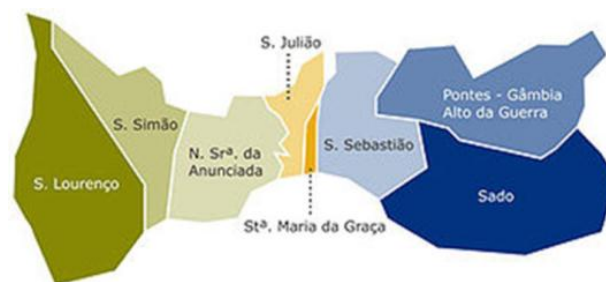 S. Julião
Pontes - Gâmbia
Alto da Guerra
S. Simão
S. Sebastião
N. Srª. da
Anunciada
S. Lourenço
Sado
Stª. Maria da Graça